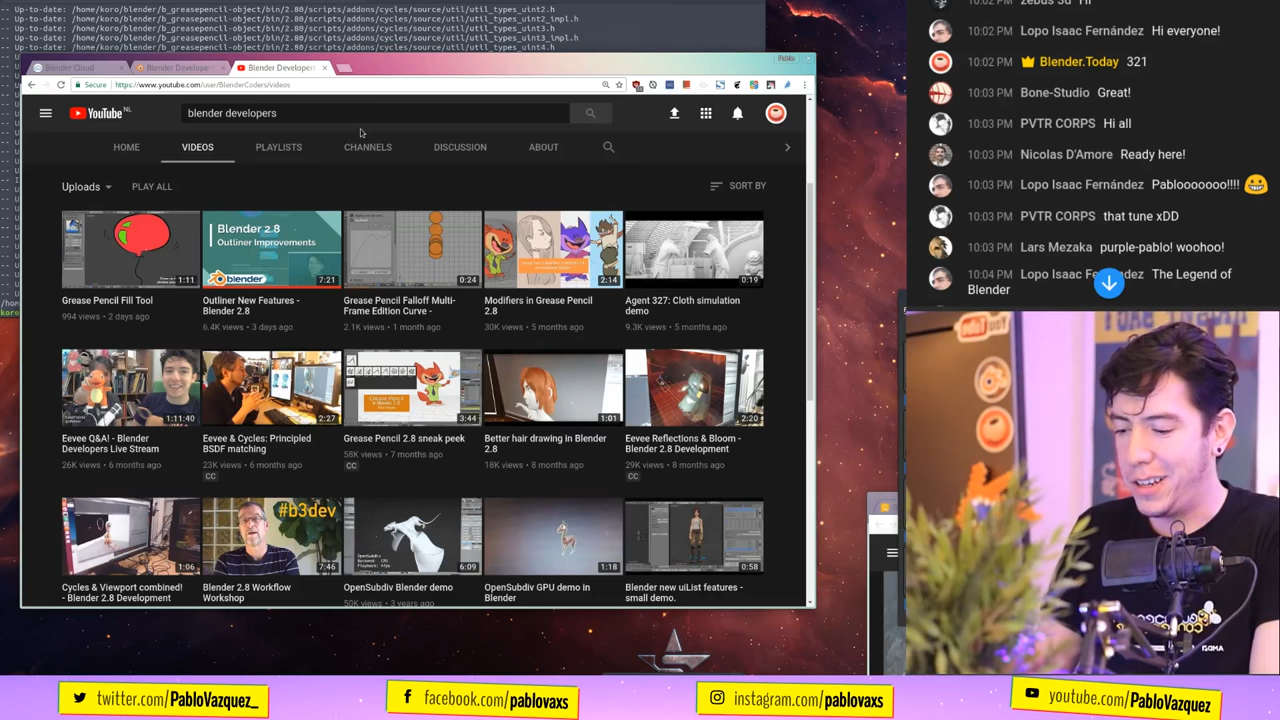 Up-to-date: /home/koro/blender/b_greasepencil-object/bin/2.80/scripts/addons/cycles/source/util/util_types_uint2.h
Up-to-date: /home/koro/blender/b_greasepencil-object/bin/2.80/scripts/addons/cycles/source/util/util_types_uint2_impl.h
Up-to-date: /home/koro/blender/b_greasepencil-object/bin/2.80/scripts/addons/cycles/source/util/util_types_uint3.h
Up-to-date: /home/koro/blender/b_greasepencil-object/bin/2.80/scripts/addons/cycles/source/util/util_types_uint3_impl.h
Up-to-date: /home/koro/blender/b_greasepencil-object/bin/2.80/scripts/addons/cycles/source/util/util_types_uint4.h
Blender Cloud
Blender Develope
Blender Developers
Pablo
Secure https://www.youtube.com/user/BlenderCoders/videos
YouTube NL
blender developers
HOME VIDEOS PLAYLISTS CHANNELS DISCUSSION ABOUT
Uploads PLAY ALL SORT BY
1:11
Blender 2.8
Outliner Improvements
blender
7:21
0:24
2:14
0:19
Grease Pencil Fill Tool
994 views • 2 days ago
Outliner New Features -
Blender 2.8
6.4K views • 3 days ago
Grease Pencil Falloff Multi-
Frame Edition Curve -
2.1K views • 1 month ago
Modifiers in Grease Pencil
2.8
30K views • 5 months ago
Agent 327: Cloth simulation
demo
9.3K views • 5 months ago
1:11:40
2:27
3:44
1:01
2:20
Eevee Q&A! - Blender
Developers Live Stream
26K views • 6 months ago
Eevee & Cycles: Principled
BSDF matching
23K views • 6 months ago
CC
Grease Pencil 2.8 sneak peek
58K views • 7 months ago
CC
Better hair drawing in Blender
2.8
18K views • 8 months ago
Eevee Reflections & Bloom -
Blender 2.8 Development
29K views • 8 months ago
CC
1:06
#b3dev
7:46
6:09
1:18
0:58
Cycles & Viewport combined!
- Blender 2.8 Development
Blender 2.8 Workflow
Workshop
OpenSubdiv Blender demo
50K views • 3 years ago
OpenSubdiv GPU demo in
Blender
Blender new uiList features -
small demo.
zebus 3d Hi
10:02 PM Lopo Isaac Fernández Hi everyone!
10:02 PM Blender.Today 321
10:03 PM Bone-Studio Great!
10:03 PM PVTR CORPS Hi all
10:03 PM Nicolas D'Amore Ready here!
10:03 PM Lopo Isaac Fernández Pablooooooo!!!!
10:03 PM PVTR CORPS that tune xDD
10:03 PM Lars Mezaka purple-pablo! woohoo!
10:04 PM Lopo Isaac Fernández The Legend of
Blender
twitter.com/PabloVazquez_
facebook.com/pablovaxs
instagram.com/pablovaxs
youtube.com/PabloVazquez